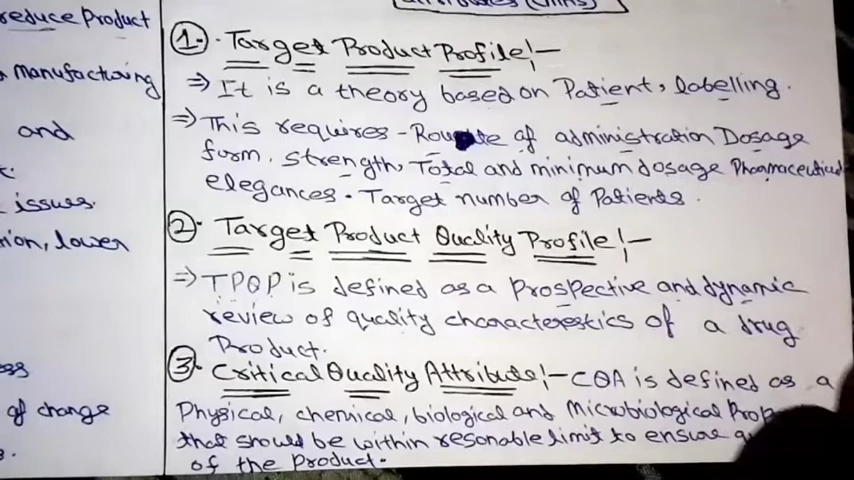 reduce Product
manufacturing
and
issues.
lower
of change
1. Target Product Profile!-
⇒ It is a theory based on Patient, labelling.
⇒ This requires - Route of administration Dosage
form, strength, Total and minimum dosage Pharmaceutical
elegances. Target number of Patients.
2. Target Product Quality Profile!-
⇒ TPQP is defined as a Prospective and dynamic
review of quality characterestics of a drug
Product.
3. Critical Quality Attribute!- CQA is defined as a
Physical, chemical, biological and Microbiological
that should be within resonable limit to ensure
of the Product.